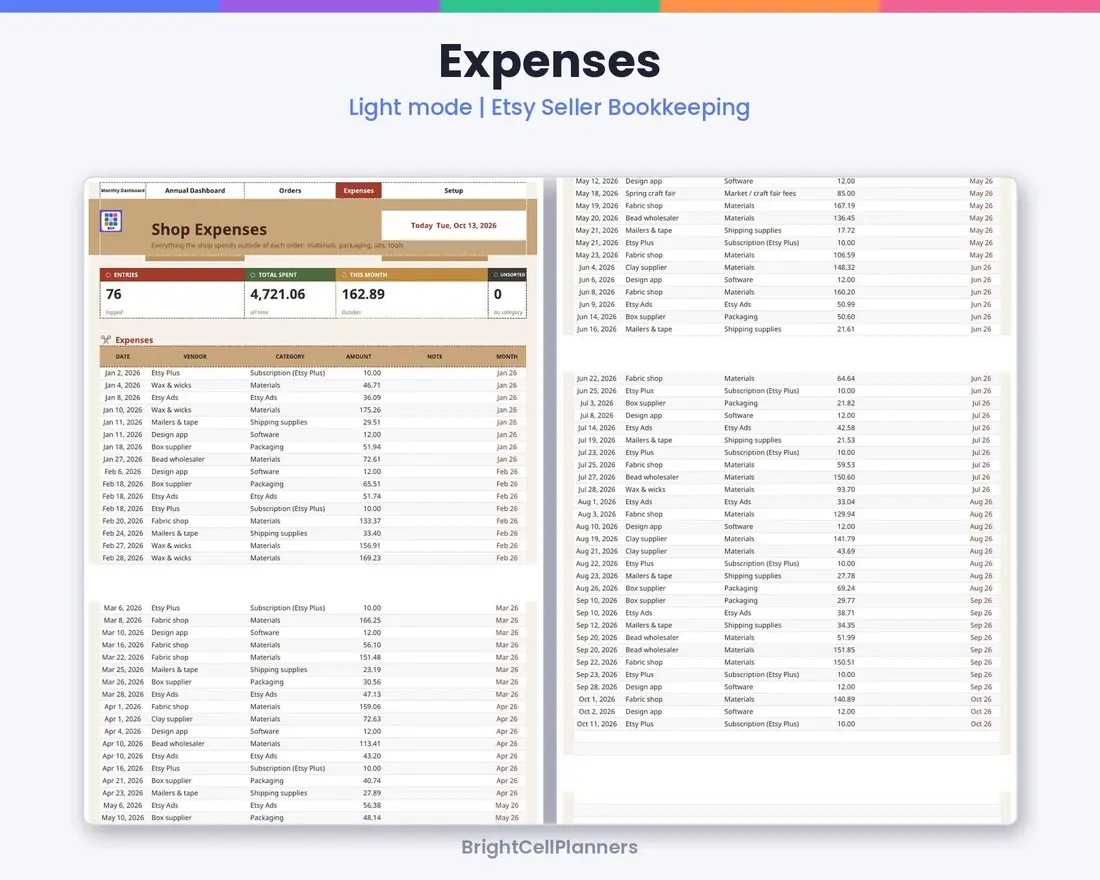 Expenses
Light mode | Etsy Seller Bookkeeping
Monthly Dashboard Annual Dashboard Orders Expenses Setup
Shop Expenses
Today Tue, Oct 13, 2026
Everything the shop spends outside of each order: materials, packaging, ads, tools
ENTRIES TOTAL SPENT THIS MONTH UNSORTED
76 4,721.06 162.89 0
logged all time October no category
Expenses
DATE VENDOR CATEGORY AMOUNT NOTE MONTH
Jan 2, 2026 Etsy Plus Subscription (Etsy Plus) 10.00 Jan 26
Jan 4, 2026 Wax & wicks Materials 46.71 Jan 26
Jan 8, 2026 Etsy Ads Etsy Ads 36.09 Jan 26
Jan 10, 2026 Wax & wicks Materials 175.26 Jan 26
Jan 11, 2026 Mailers & tape Shipping supplies 29.51 Jan 26
Jan 11, 2026 Design app Software 12.00 Jan 26
Jan 18, 2026 Box supplier Packaging 51.94 Jan 26
Jan 27, 2026 Bead wholesaler Materials 72.61 Jan 26
Feb 6, 2026 Design app Software 12.00 Feb 26
Feb 18, 2026 Box supplier Packaging 65.51 Feb 26
Feb 18, 2026 Etsy Ads Etsy Ads 51.74 Feb 26
Feb 18, 2026 Etsy Plus Subscription (Etsy Plus) 10.00 Feb 26
Feb 20, 2026 Fabric shop Materials 133.37 Feb 26
Feb 24, 2026 Mailers & tape Shipping supplies 33.40 Feb 26
Feb 27, 2026 Wax & wicks Materials 156.91 Feb 26
Feb 28, 2026 Wax & wicks Materials 169.23 Feb 26
Mar 6, 2026 Etsy Plus Subscription (Etsy Plus) 10.00 Mar 26
Mar 8, 2026 Fabric shop Materials 166.25 Mar 26
Mar 10, 2026 Design app Software 12.00 Mar 26
Mar 16, 2026 Fabric shop Materials 56.10 Mar 26
Mar 22, 2026 Fabric shop Materials 151.48 Mar 26
Mar 25, 2026 Mailers & tape Shipping supplies 23.19 Mar 26
Mar 26, 2026 Box supplier Packaging 30.56 Mar 26
Mar 28, 2026 Etsy Ads Etsy Ads 47.13 Mar 26
Apr 1, 2026 Fabric shop Materials 159.06 Apr 26
Apr 1, 2026 Clay supplier Materials 72.63 Apr 26
Apr 4, 2026 Design app Software 12.00 Apr 26
Apr 10, 2026 Bead wholesaler Materials 113.41 Apr 26
Apr 10, 2026 Etsy Ads Etsy Ads 43.20 Apr 26
Apr 16, 2026 Etsy Plus Subscription (Etsy Plus) 10.00 Apr 26
Apr 21, 2026 Box supplier Packaging 40.74 Apr 26
Apr 23, 2026 Mailers & tape Shipping supplies 27.89 Apr 26
May 6, 2026 Etsy Ads Etsy Ads 56.38 May 26
May 10, 2026 Box supplier Packaging 48.14 May 26
May 12, 2026 Design app Software 12.00 May 26
May 18, 2026 Spring craft fair Market / craft fair fees 85.00 May 26
May 19, 2026 Fabric shop Materials 167.19 May 26
May 20, 2026 Bead wholesaler Materials 136.45 May 26
May 21, 2026 Mailers & tape Shipping supplies 17.72 May 26
May 21, 2026 Etsy Plus Subscription (Etsy Plus) 10.00 May 26
May 23, 2026 Fabric shop Materials 106.59 May 26
Jun 4, 2026 Clay supplier Materials 148.32 Jun 26
Jun 6, 2026 Design app Software 12.00 Jun 26
Jun 8, 2026 Fabric shop Materials 160.20 Jun 26
Jun 9, 2026 Etsy Ads Etsy Ads 50.99 Jun 26
Jun 14, 2026 Box supplier Packaging 50.60 Jun 26
Jun 16, 2026 Mailers & tape Shipping supplies 21.61 Jun 26
Jun 22, 2026 Fabric shop Materials 64.64 Jun 26
Jun 25, 2026 Etsy Plus Subscription (Etsy Plus) 10.00 Jun 26
Jul 3, 2026 Box supplier Packaging 21.82 Jul 26
Jul 8, 2026 Design app Software 12.00 Jul 26
Jul 14, 2026 Etsy Ads Etsy Ads 42.58 Jul 26
Jul 19, 2026 Mailers & tape Shipping supplies 21.53 Jul 26
Jul 23, 2026 Etsy Plus Subscription (Etsy Plus) 10.00 Jul 26
Jul 25, 2026 Fabric shop Materials 59.53 Jul 26
Jul 27, 2026 Bead wholesaler Materials 150.60 Jul 26
Jul 28, 2026 Wax & wicks Materials 93.70 Jul 26
Aug 1, 2026 Etsy Ads Etsy Ads 33.04 Aug 26
Aug 3, 2026 Fabric shop Materials 129.94 Aug 26
Aug 10, 2026 Design app Software 12.00 Aug 26
Aug 19, 2026 Clay supplier Materials 141.79 Aug 26
Aug 21, 2026 Clay supplier Materials 43.69 Aug 26
Aug 22, 2026 Etsy Plus Subscription (Etsy Plus) 10.00 Aug 26
Aug 23, 2026 Mailers & tape Shipping supplies 27.78 Aug 26
Aug 26, 2026 Box supplier Packaging 69.24 Aug 26
Sep 10, 2026 Box supplier Packaging 29.77 Sep 26
Sep 10, 2026 Etsy Ads Etsy Ads 38.71 Sep 26
Sep 12, 2026 Mailers & tape Shipping supplies 34.35 Sep 26
Sep 20, 2026 Bead wholesaler Materials 51.99 Sep 26
Sep 20, 2026 Bead wholesaler Materials 151.85 Sep 26
Sep 22, 2026 Fabric shop Materials 150.51 Sep 26
Sep 23, 2026 Etsy Plus Subscription (Etsy Plus) 10.00 Sep 26
Sep 28, 2026 Design app Software 12.00 Sep 26
Oct 1, 2026 Fabric shop Materials 140.89 Oct 26
Oct 2, 2026 Design app Software 12.00 Oct 26
Oct 11, 2026 Etsy Plus Subscription (Etsy Plus) 10.00 Oct 26
BrightCellPlanners